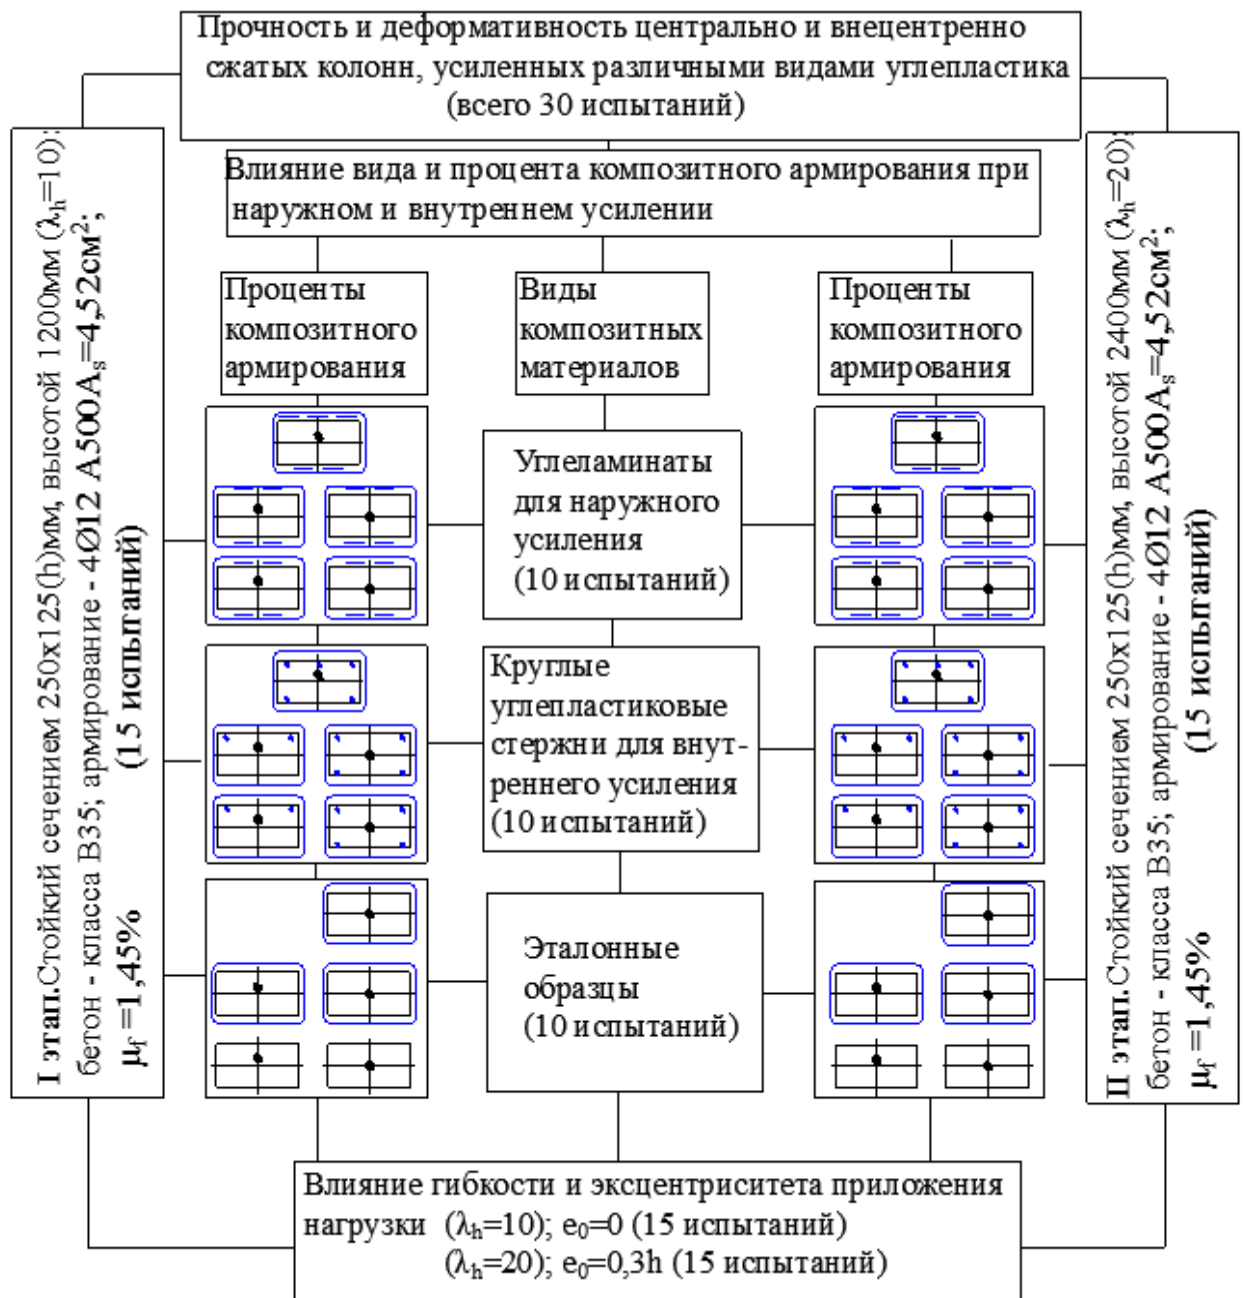 Прочность и деформативность центрально и внецентренно
сжатых колонн, усиленных различными видами углепластика
(всего 30 испытаний)
I этап.Стойкий сечением 250х125(h)мм, высотой 1200мм (λh=10);
бетон - класса В35; армирование - 4Ø12 А500As=4,52см²;
μf =1,45%
(15 испытаний)
Влияние вида и процента композитного армирования при
наружном и внутреннем усилении
Проценты
композитного
армирования
Виды
композитных
материалов
Проценты
композитного
армирования
Углеламинаты
для наружного
усиления
(10 испытаний)
Круглые
углепластиковые
стержни для внут-
реннего усиления
(10 испытаний)
Эталонные
образцы
(10 испытаний)
II этап.Стойкий сечением 250х125(h)мм, высотой 2400мм (λh=20);
бетон - класса В35; армирование - 4Ø12 А500As=4,52см²;
μf =1,45%
(15 испытаний)
Влияние гибкости и эксцентриситета приложения
нагрузки (λh=10); e0=0 (15 испытаний)
(λh=20); e0=0,3h (15 испытаний)